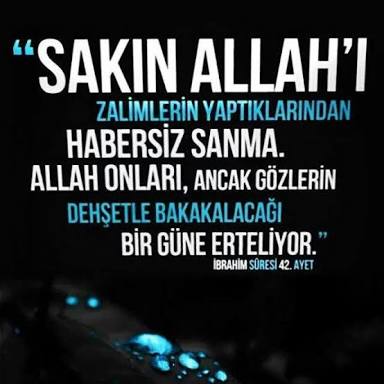 “SAKIN ALLAH’I
ZALİMLERİN YAPTIKLARINDAN
HABERSİZ SANMA.
ALLAH ONLARI, ANCAK GÖZLERİN
DEHŞETLE BAKAKALACAĞI
BİR GÜNE ERTELİYOR.”
İBRAHİM SÛRESİ 42. AYET